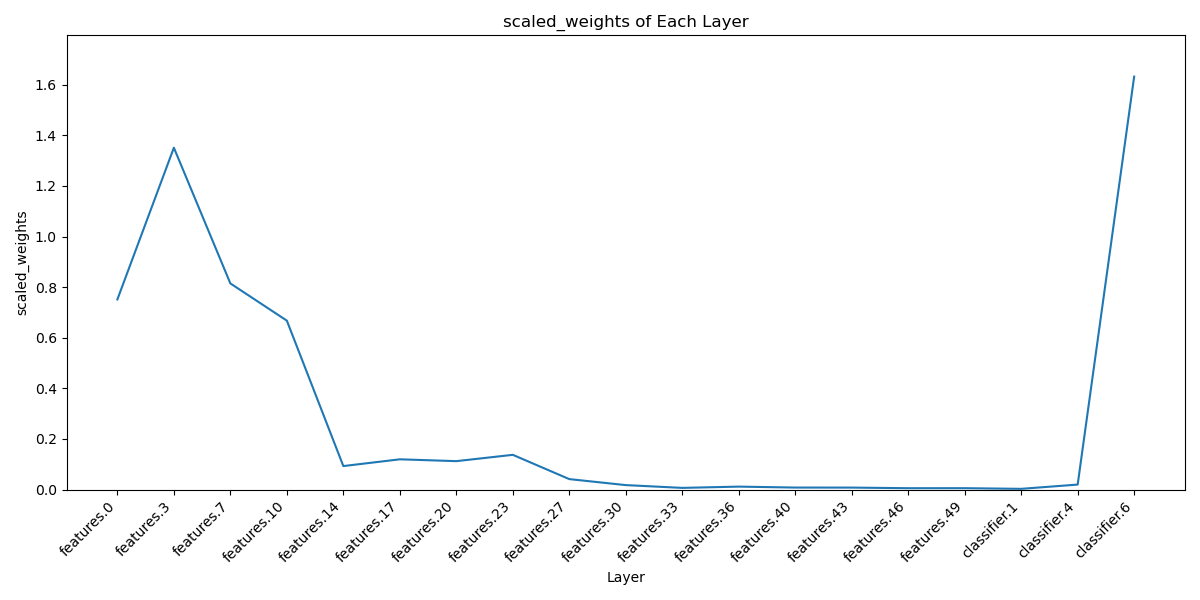 scaled_weights of Each Layer
scaled_weights
1.6
1.4
1.2
1.0
0.8
0.6
0.4
0.2
0.0
features.0
features.3
features.7
features.10
features.14
features.17
features.20
features.23
features.27
features.30
features.33
features.36
features.40
features.43
features.46
features.49
classifier.1
classifier.4
classifier.6
Layer